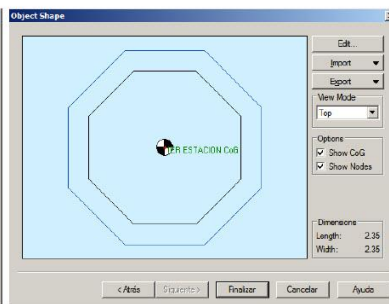 Object Shape
ER ESTACION CoG
Edit...
Import
Export
View Mode
Top
Options
Show CoG
Show Nodes
Dimensions
Length: 2.35
Width: 2.35
< Atrás
Siguiente >
Finalizar
Cancelar
Ayuda